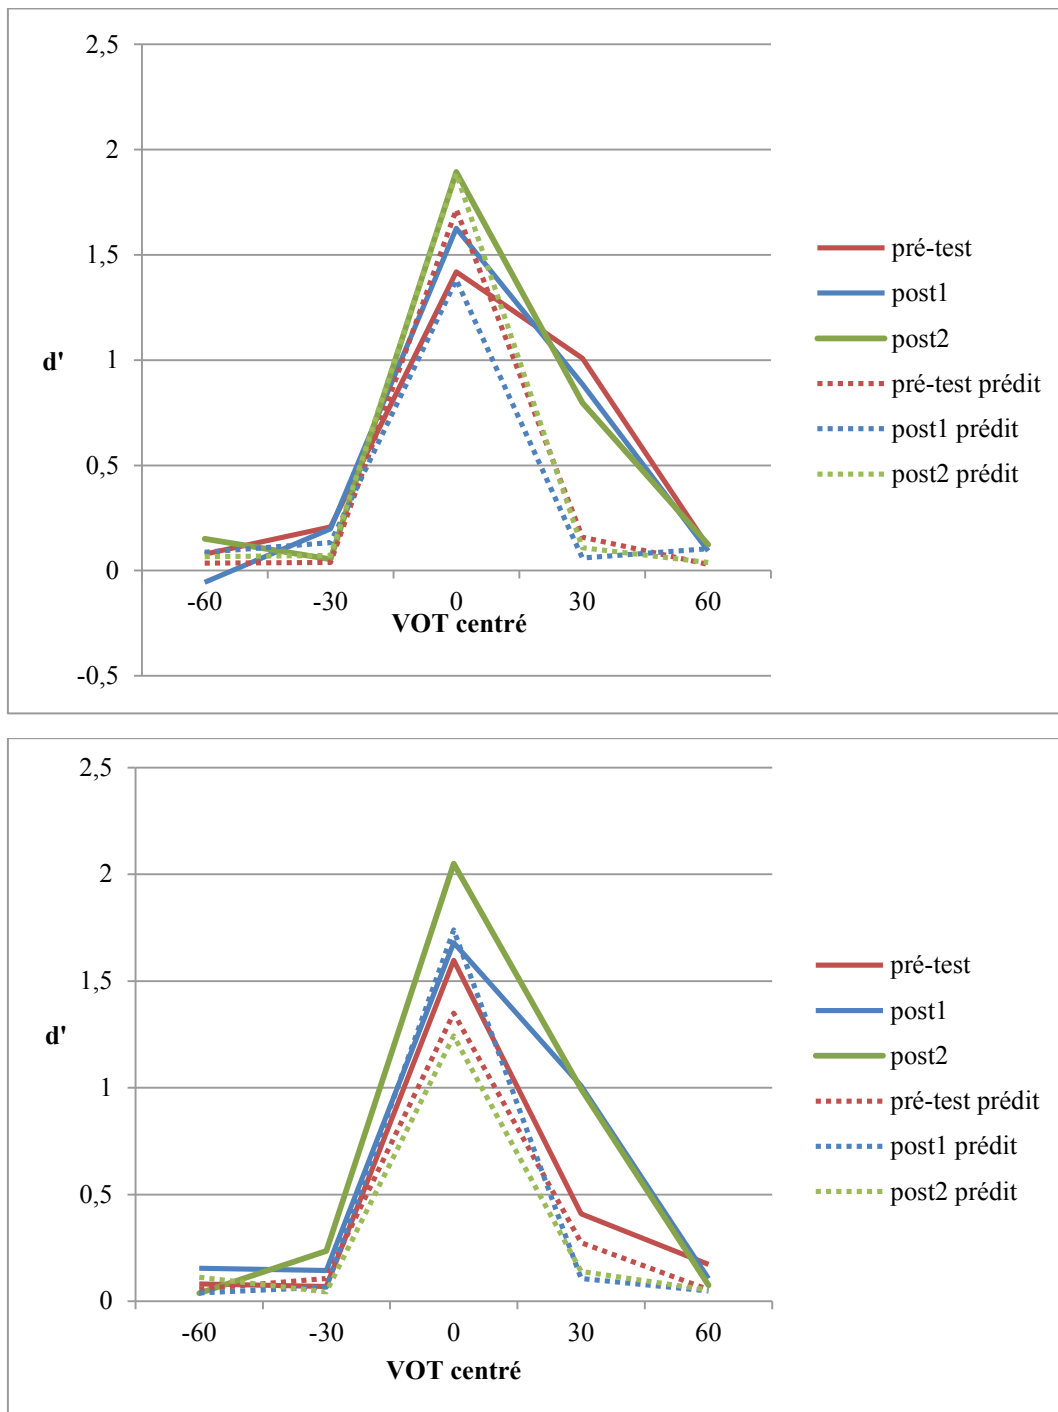 2,5
2
1,5
1
0,5
0
-0,5
d'
-60 -30 0 30 60
VOT centré
pré-test
post1
post2
pré-test prédit
post1 prédit
post2 prédit
2,5
2
1,5
1
0,5
0
d'
-60 -30 0 30 60
VOT centré
pré-test
post1
post2
pré-test prédit
post1 prédit
post2 prédit